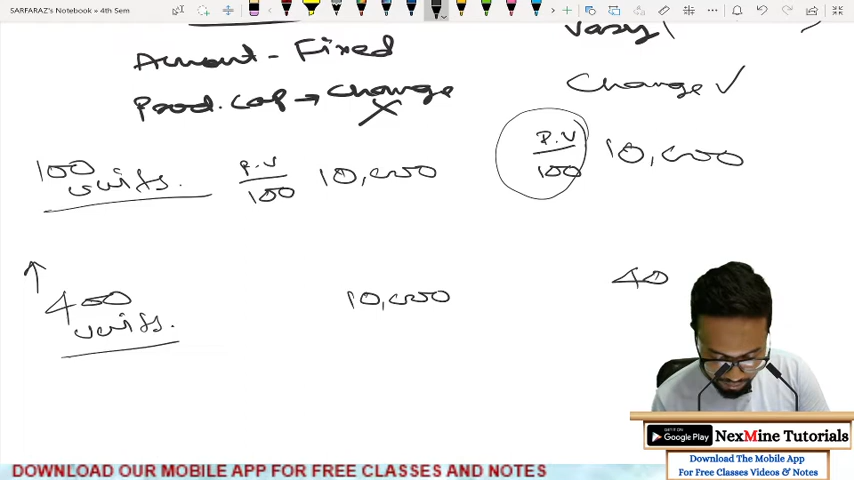 SARFARAZ's Notebook » 4th Sem
Vary
Amount - Fixed
Prod. Cap → Change
Change ✓
100 units. P.V/100 10,000
P.V/100 10,000
↑ 400 units.
10,000
40
GET IT ON
Google Play
NexMine Tutorials
Download The Mobile App
For Free Classes Videos & Notes
DOWNLOAD OUR MOBILE APP FOR FREE CLASSES AND NOTES